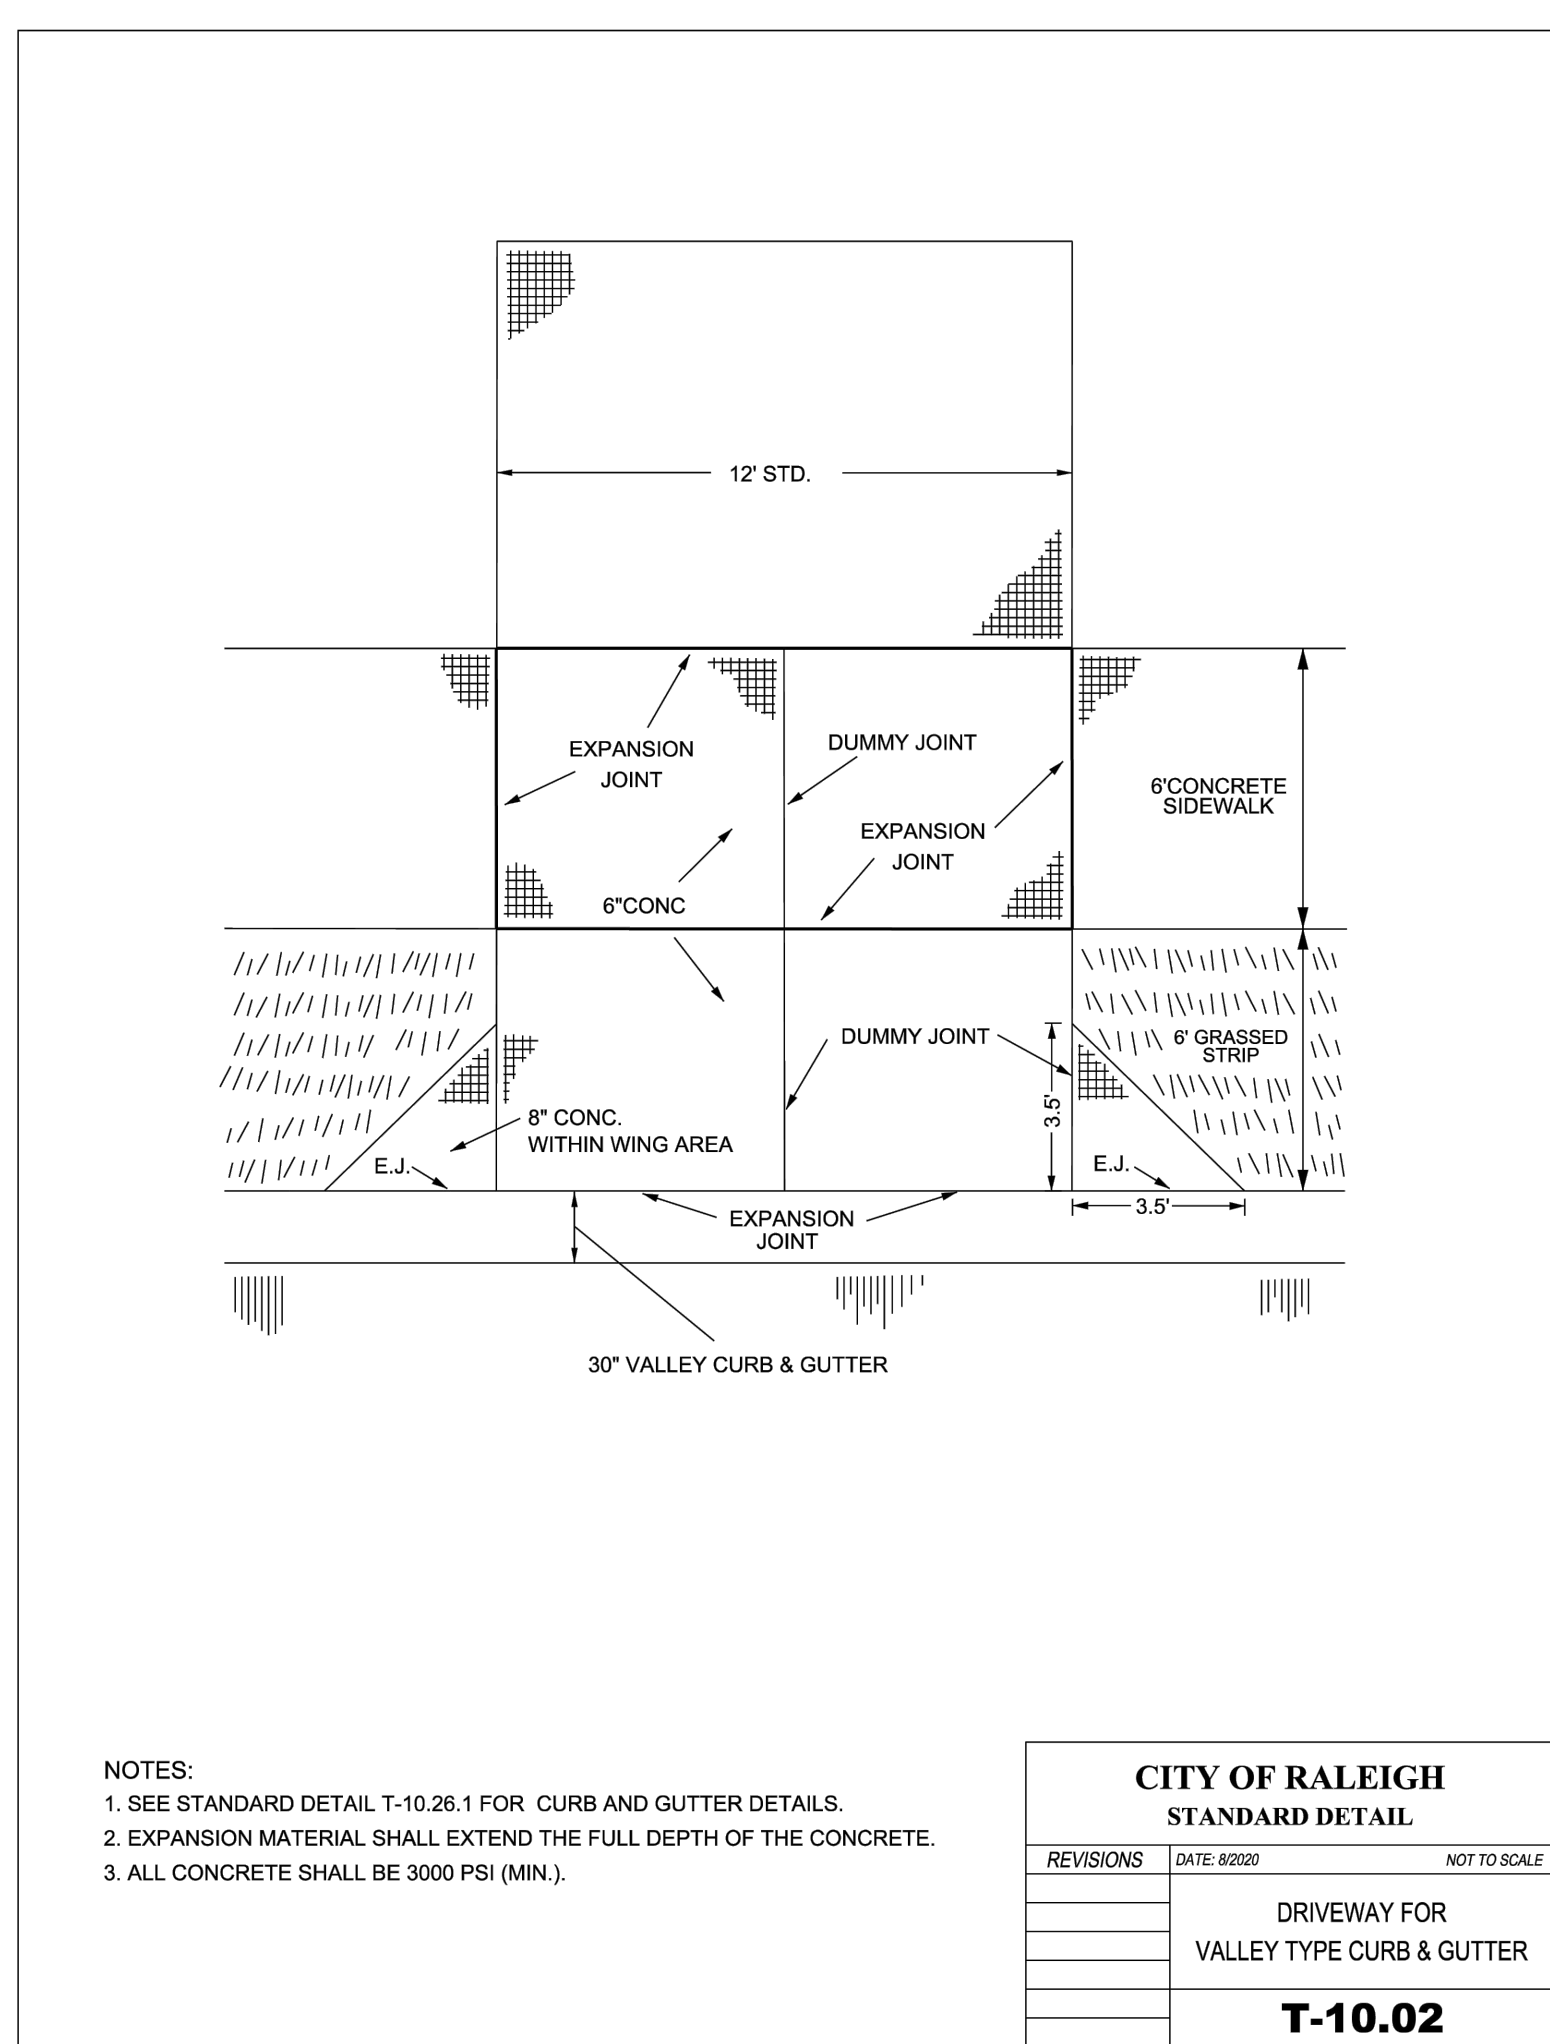 12' STD.
EXPANSION
JOINT
DUMMY JOINT
6'CONCRETE
SIDEWALK
EXPANSION
JOINT
6"CONC
DUMMY JOINT
6' GRASSED
STRIP
3.5'
8" CONC.
WITHIN WING AREA
E.J.
E.J.
3.5'
EXPANSION
JOINT
30" VALLEY CURB & GUTTER
NOTES:
1. SEE STANDARD DETAIL T-10.26.1 FOR CURB AND GUTTER DETAILS.
2. EXPANSION MATERIAL SHALL EXTEND THE FULL DEPTH OF THE CONCRETE.
3. ALL CONCRETE SHALL BE 3000 PSI (MIN.).
CITY OF RALEIGH
STANDARD DETAIL
REVISIONS
DATE: 8/2020
NOT TO SCALE
DRIVEWAY FOR
VALLEY TYPE CURB & GUTTER
T-10.02